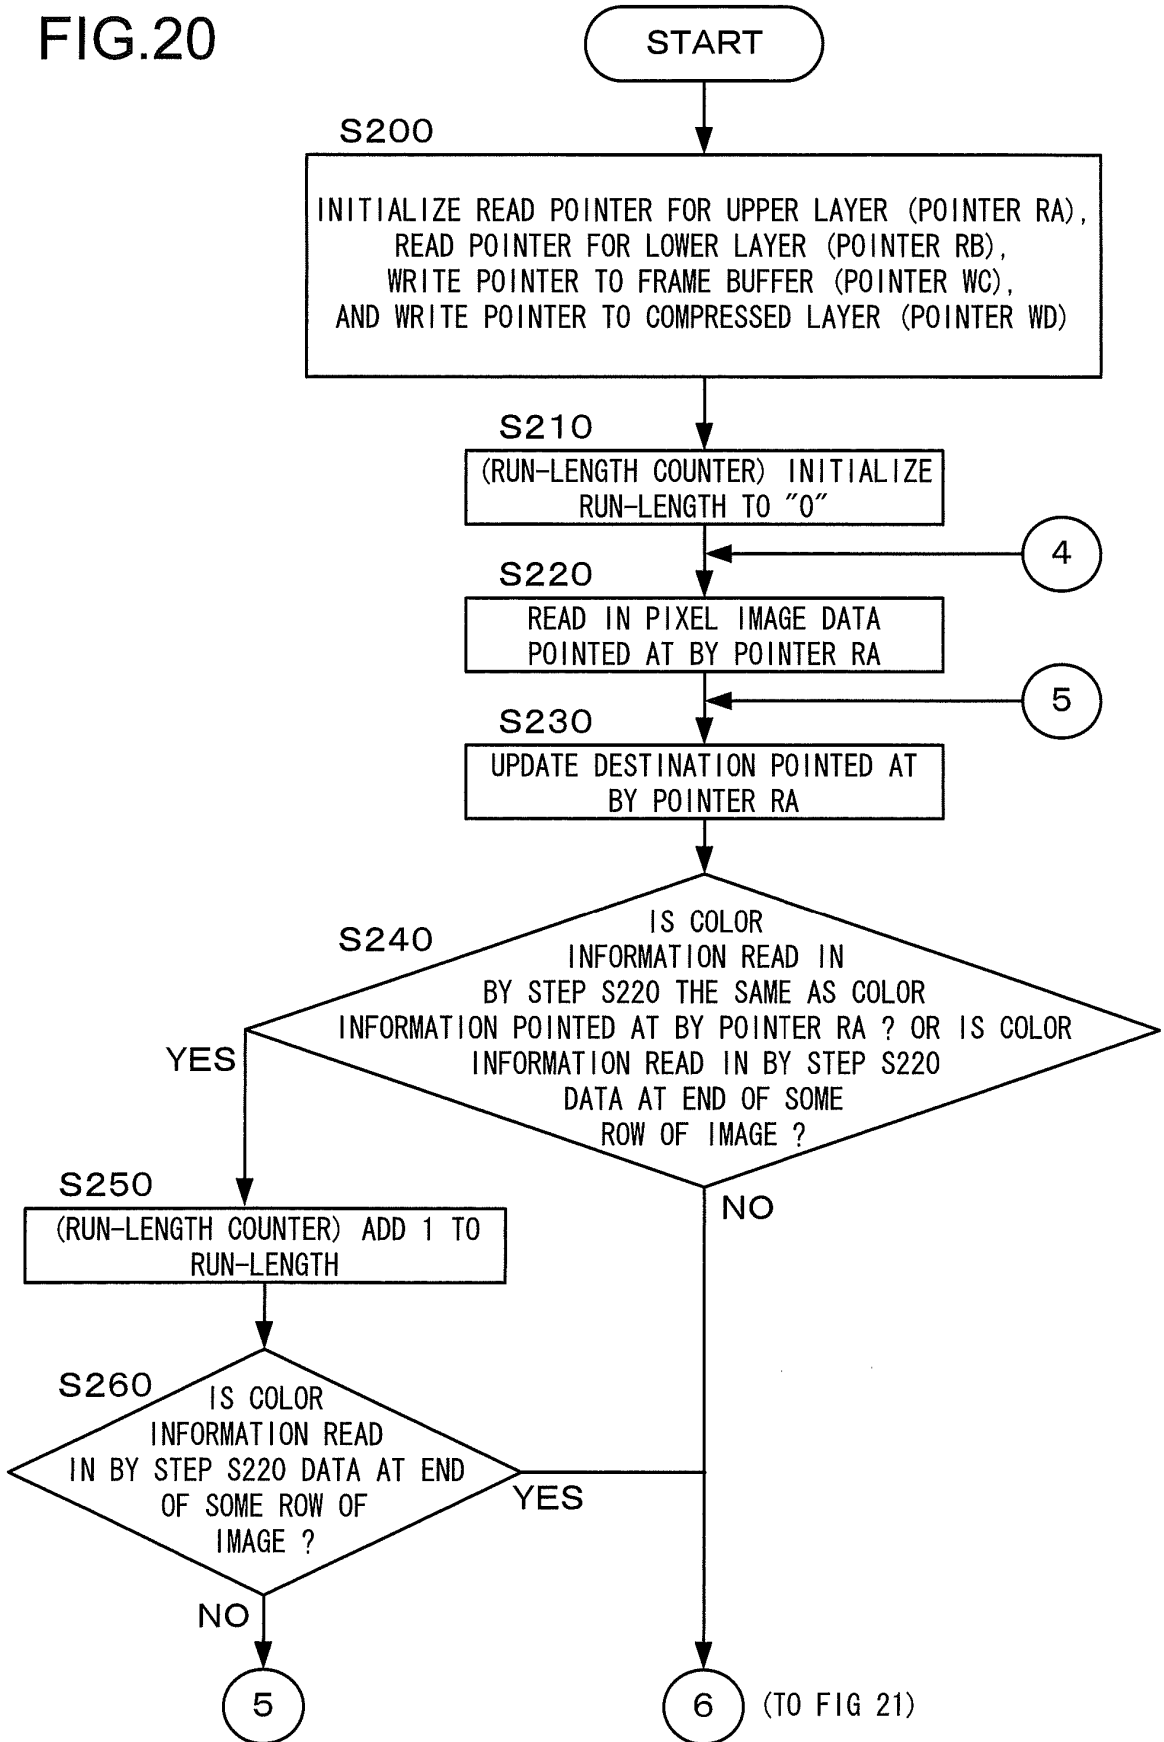 FIG.20
START
S200
INITIALIZE READ POINTER FOR UPPER LAYER (POINTER RA),
READ POINTER FOR LOWER LAYER (POINTER RB),
WRITE POINTER TO FRAME BUFFER (POINTER WC),
AND WRITE POINTER TO COMPRESSED LAYER (POINTER WD)
S210
(RUN-LENGTH COUNTER) INITIALIZE
RUN-LENGTH TO "0"
4
S220
READ IN PIXEL IMAGE DATA
POINTED AT BY POINTER RA
5
S230
UPDATE DESTINATION POINTED AT
BY POINTER RA
S240
IS COLOR
INFORMATION READ IN
BY STEP S220 THE SAME AS COLOR
INFORMATION POINTED AT BY POINTER RA ? OR IS COLOR
INFORMATION READ IN BY STEP S220
DATA AT END OF SOME
ROW OF IMAGE ?
YES
NO
S250
(RUN-LENGTH COUNTER) ADD 1 TO
RUN-LENGTH
S260
IS COLOR
INFORMATION READ
IN BY STEP S220 DATA AT END
OF SOME ROW OF
IMAGE ?
YES
NO
5
6 (TO FIG 21)